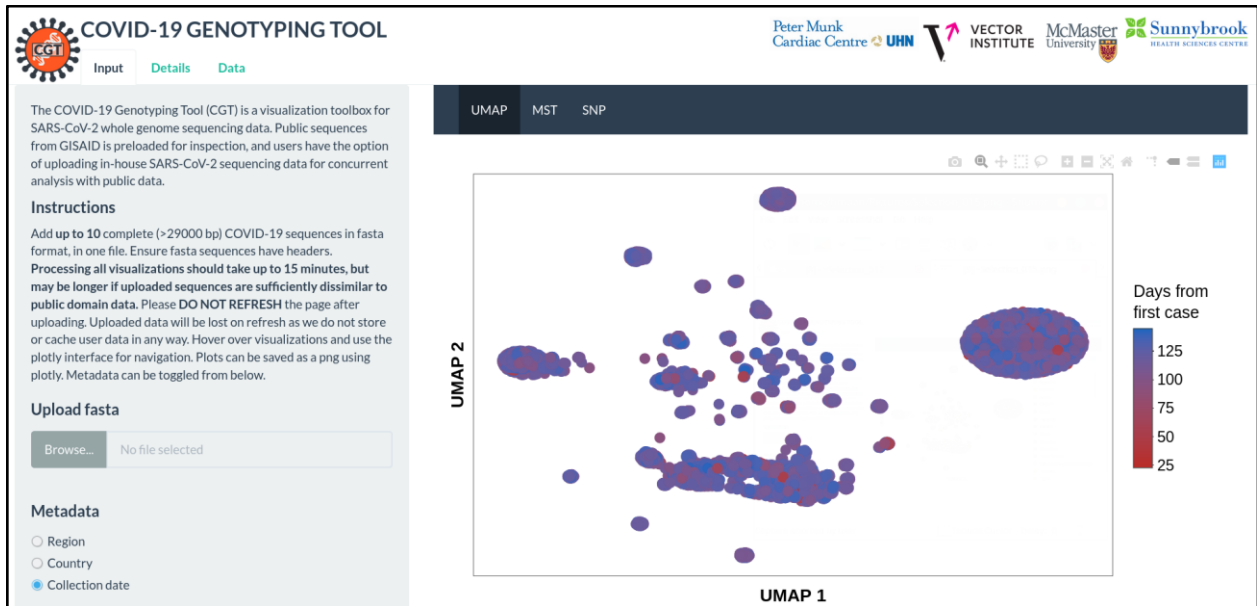 COVID-19 GENOTYPING TOOL
CGT
Peter Munk
Cardiac Centre UHN
VECTOR
INSTITUTE
McMaster
University
Sunnybrook
HEALTH SCIENCES CENTRE
Input Details Data
The COVID-19 Genotyping Tool (CGT) is a visualization toolbox for
SARS-CoV-2 whole genome sequencing data. Public sequences
from GISAID is preloaded for inspection, and users have the option
of uploading in-house SARS-CoV-2 sequencing data for concurrent
analysis with public data.
Instructions
Add up to 10 complete (>29000 bp) COVID-19 sequences in fasta
format, in one file. Ensure fasta sequences have headers.
Processing all visualizations should take up to 15 minutes, but
may be longer if uploaded sequences are sufficiently dissimilar to
public domain data. Please DO NOT REFRESH the page after
uploading. Uploaded data will be lost on refresh as we do not store
or cache user data in any way. Hover over visualizations and use the
plotly interface for navigation. Plots can be saved as a png using
plotly. Metadata can be toggled from below.
Upload fasta
Browse... No file selected
Metadata
Region
Country
Collection date
UMAP MST SNP
UMAP 2
UMAP 1
Days from
first case
125
100
75
50
25